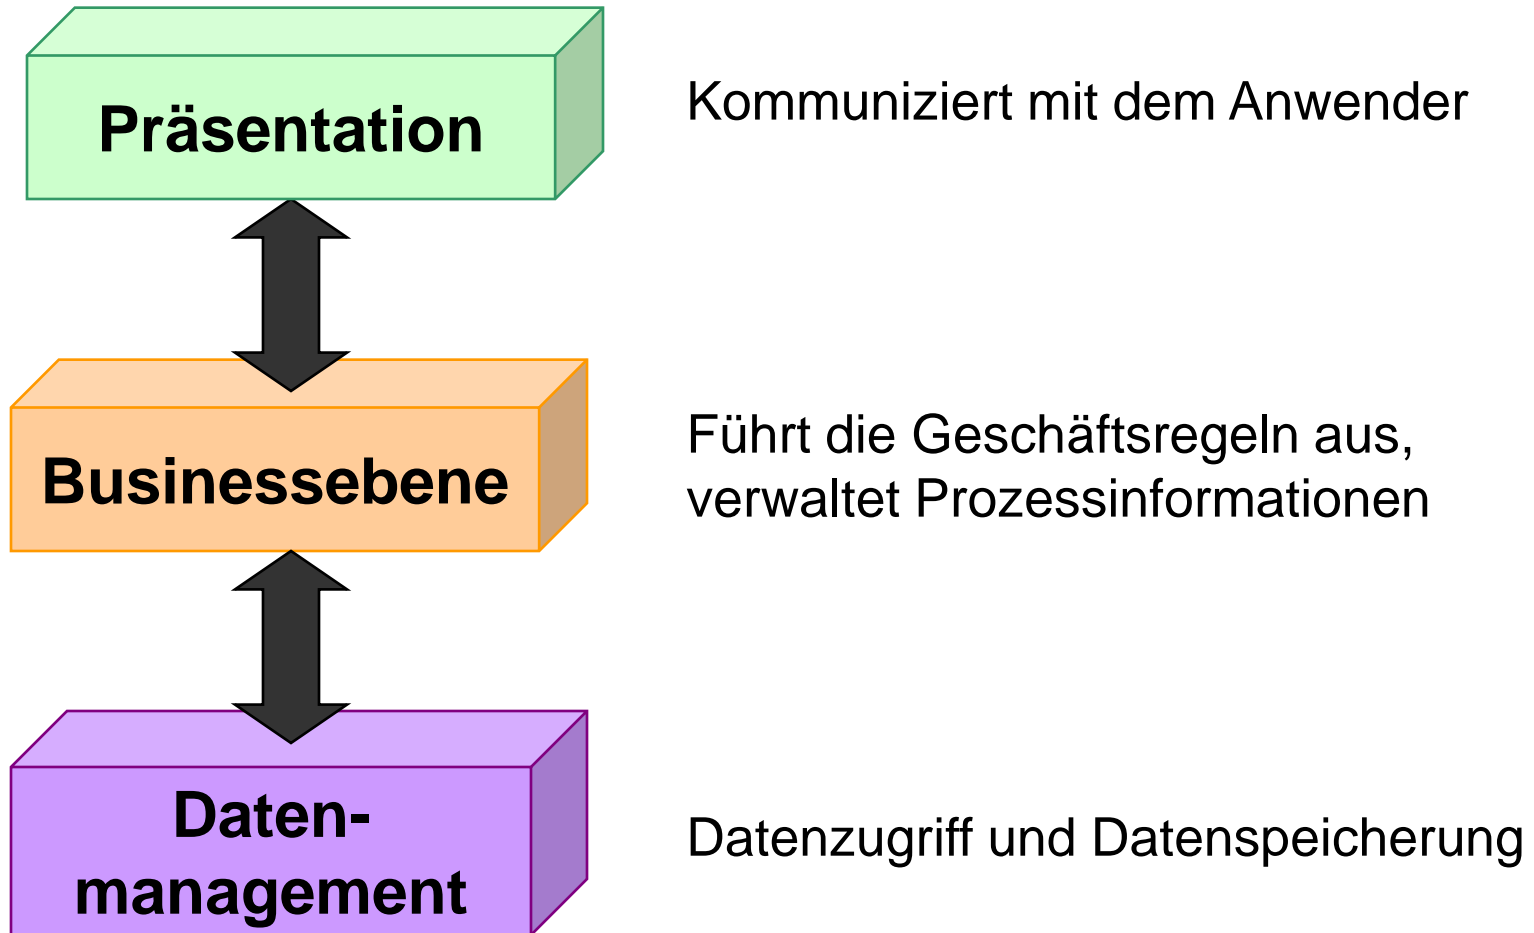 Präsentation
Kommuniziert mit dem Anwender
Businessebene
Führt die Geschäftsregeln aus,
verwaltet Prozessinformationen
Daten-
management
Datenzugriff und Datenspeicherung